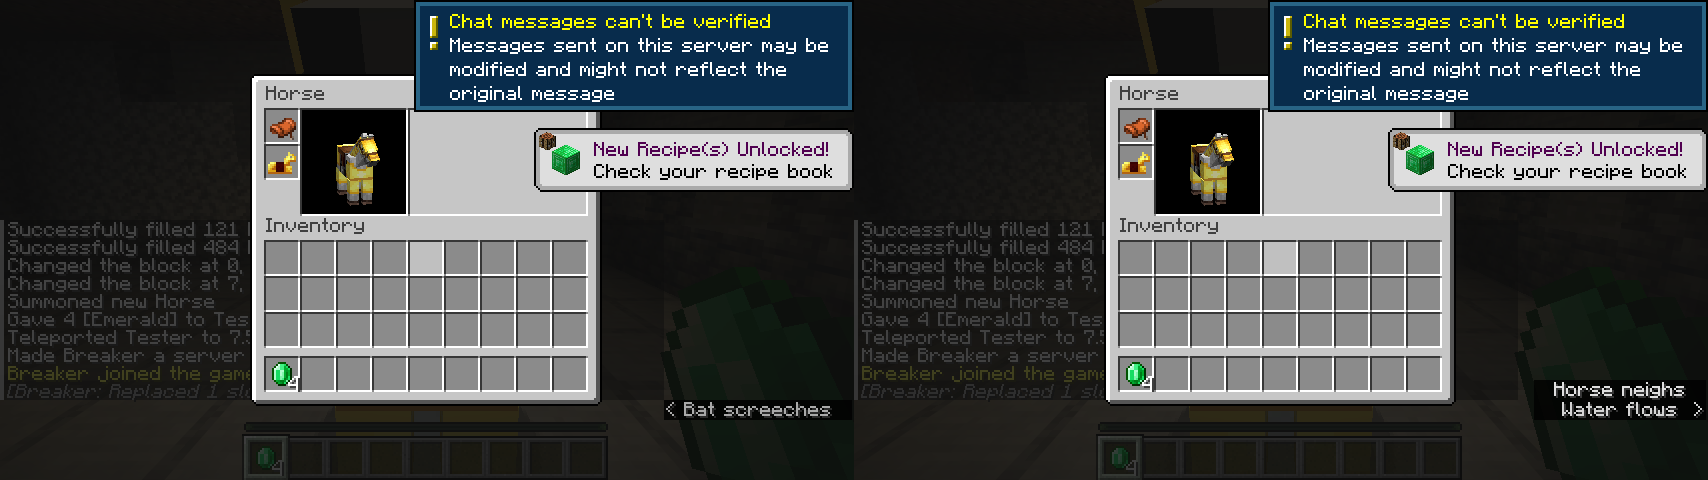 Chat messages can't be verified
Messages sent on this server may be
modified and might not reflect the
original message
Horse
New Recipe(s) Unlocked!
Check your recipe book
Inventory
Successfully filled 121
Successfully filled 484
Changed the block at 0,
Changed the block at 7,
Summoned new Horse
Gave 4 [Emerald] to Tes
Teleported Tester to 7.5
Made Breaker a server
Breaker joined the game
[Breaker: Replaced 1 slo
4
< Bat screeches
4
Chat messages can't be verified
Messages sent on this server may be
modified and might not reflect the
original message
Horse
New Recipe(s) Unlocked!
Check your recipe book
Inventory
Successfully filled 121
Successfully filled 484
Changed the block at 0,
Changed the block at 7,
Summoned new Horse
Gave 4 [Emerald] to Tes
Teleported Tester to 7.5
Made Breaker a server
Breaker joined the game
[Breaker: Replaced 1 slo
4
Horse neighs
Water flows >
4